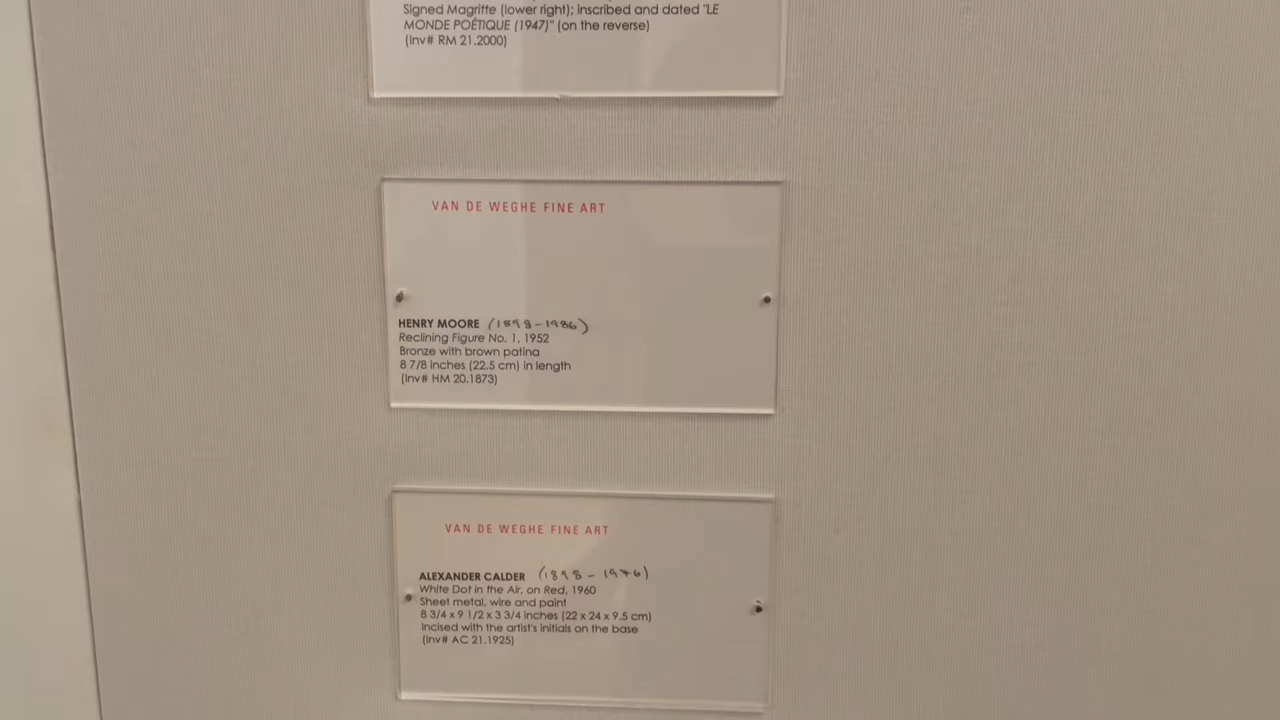 Signed Magritte (lower right); inscribed and dated "LE
MONDE POÉTIQUE (1947)" (on the reverse)
(Inv# RM 21.2000)
VAN DE WEGHE FINE ART
HENRY MOORE (1898-1986)
Reclining Figure No. 1, 1952
Bronze with brown patina
8 7/8 inches (22.5 cm) in length
(Inv# HM 20.1873)
VAN DE WEGHE FINE ART
ALEXANDER CALDER (1898-1976)
White Dot in the Air, on Red, 1960
Sheet metal, wire and paint
8 3/4 x 9 1/2 x 3 3/4 inches (22 x 24 x 9.5 cm)
Incised with the artist's initials on the base
(Inv# AC 21.1925)